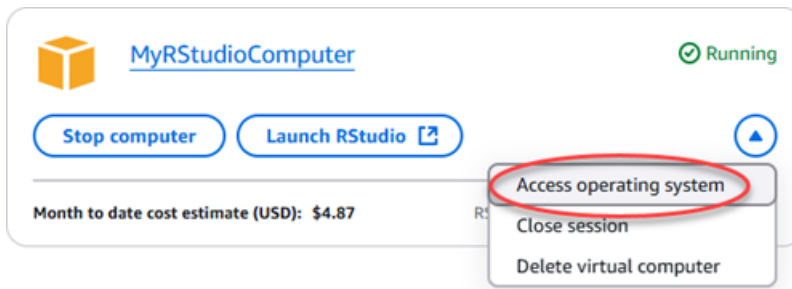 MyRStudioComputer
Running
Stop computer
Launch RStudio
Access operating system
Month to date cost estimate (USD): $4.87
Close session
Delete virtual computer